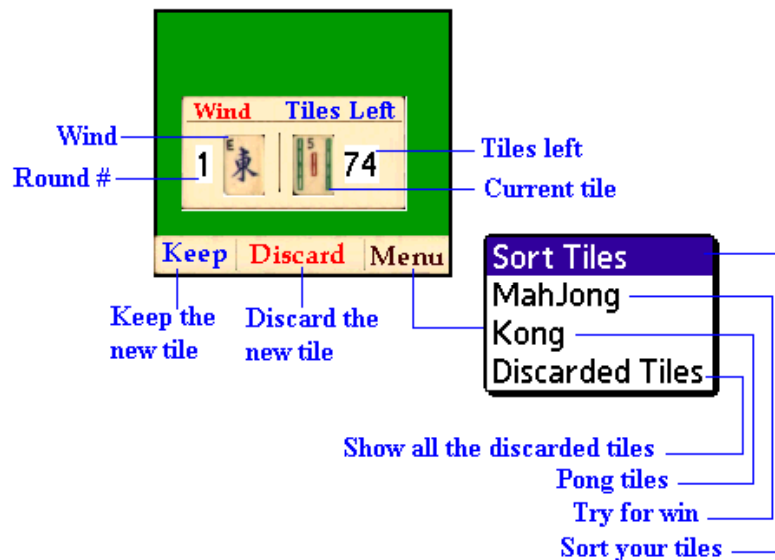 Wind Tiles Left
Wind
Round #
1
E
東
5
74
Tiles left
Current tile
Keep Discard Menu
Keep the
new tile
Discard the
new tile
Sort Tiles
MahJong
Kong
Discarded Tiles
Show all the discarded tiles
Pong tiles
Try for win
Sort your tiles